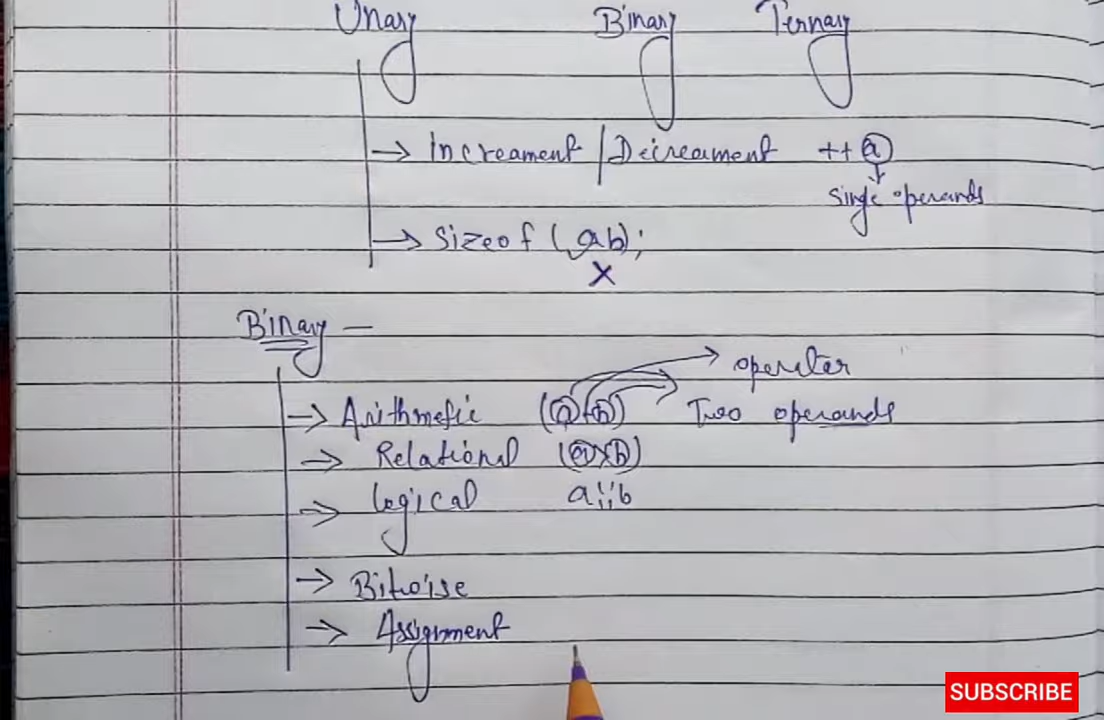 Unary Binary Ternary
→ Increament / Decreament ++a
Single operands
→ Sizeof (ab);
X
Binary —
operator
→ Arithmetic (a+b) Two operands
→ Relational (a>b)
→ logical a||b
→ Bitwise
→ Assignment
SUBSCRIBE